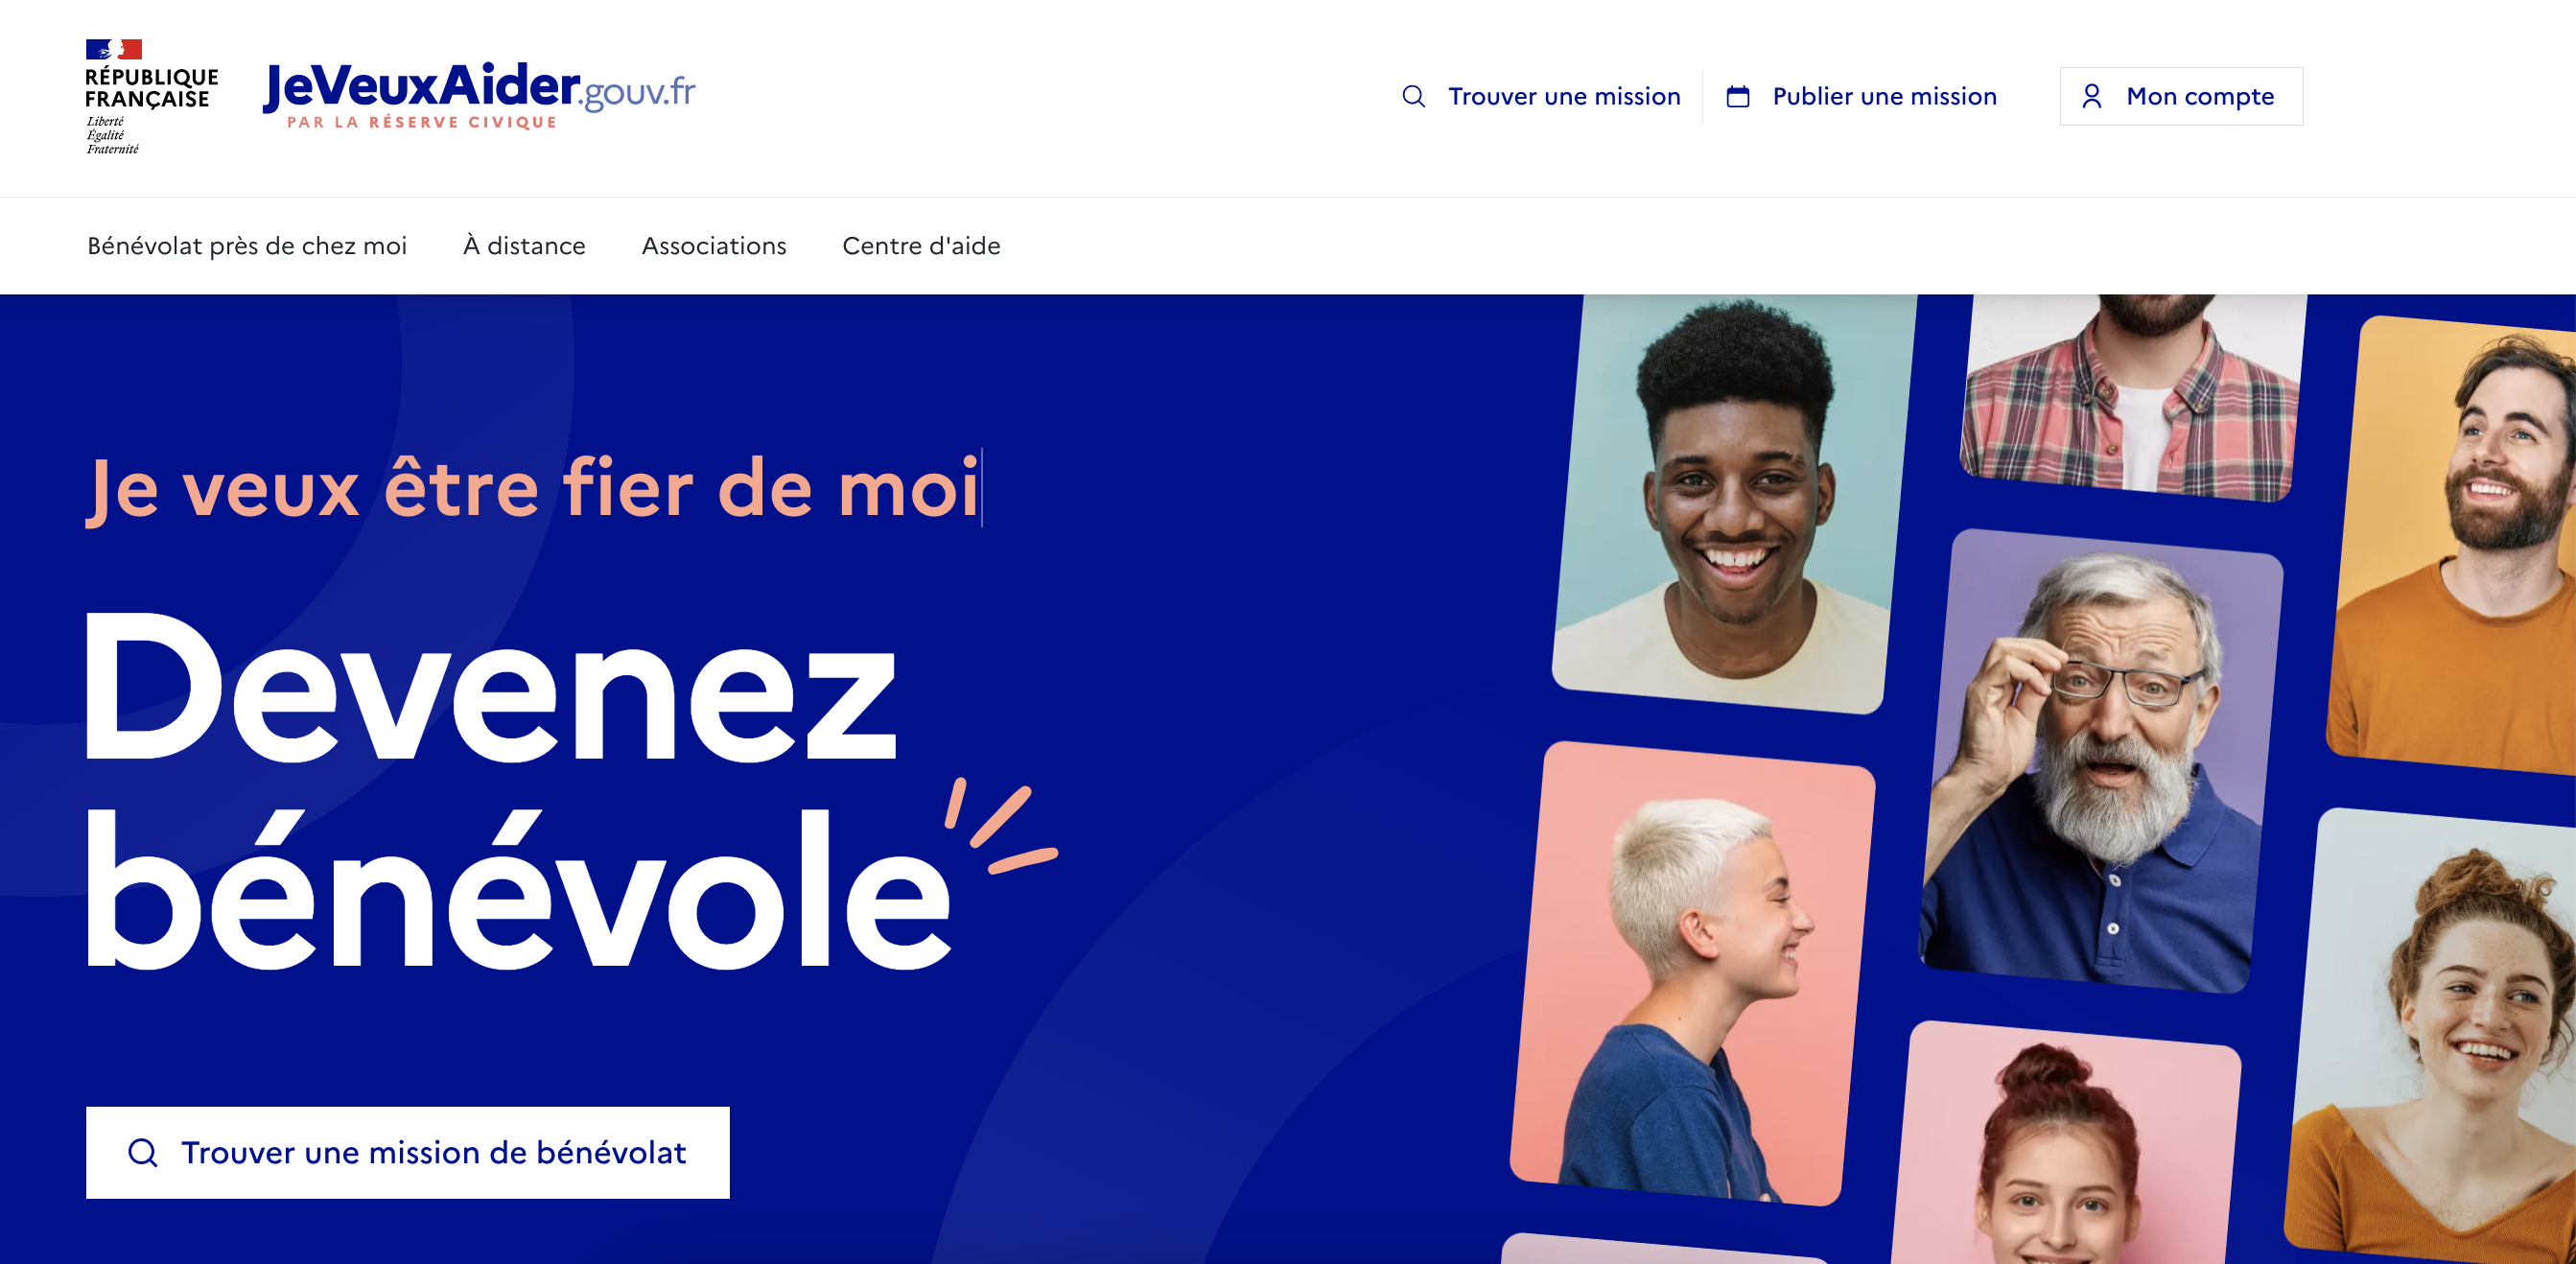 RÉPUBLIQUE
FRANÇAISE
Liberté
Égalité
Fraternité
JeVeuxAider.gouv.fr
PAR LA RÉSERVE CIVIQUE
Trouver une mission
Publier une mission
Mon compte
Bénévolat près de chez moi
À distance
Associations
Centre d'aide
Je veux être fier de moi
Devenez
bénévole
Trouver une mission de bénévolat